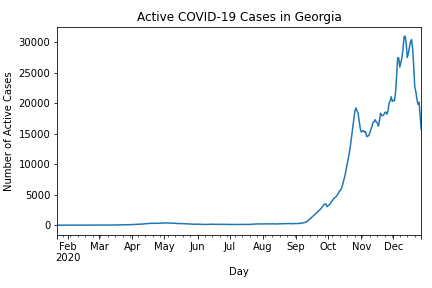 Active COVID-19 Cases in Georgia
Number of Active Cases
30000
25000
20000
15000
10000
5000
0
Feb Mar Apr May Jun Jul Aug Sep Oct Nov Dec
2020
Day